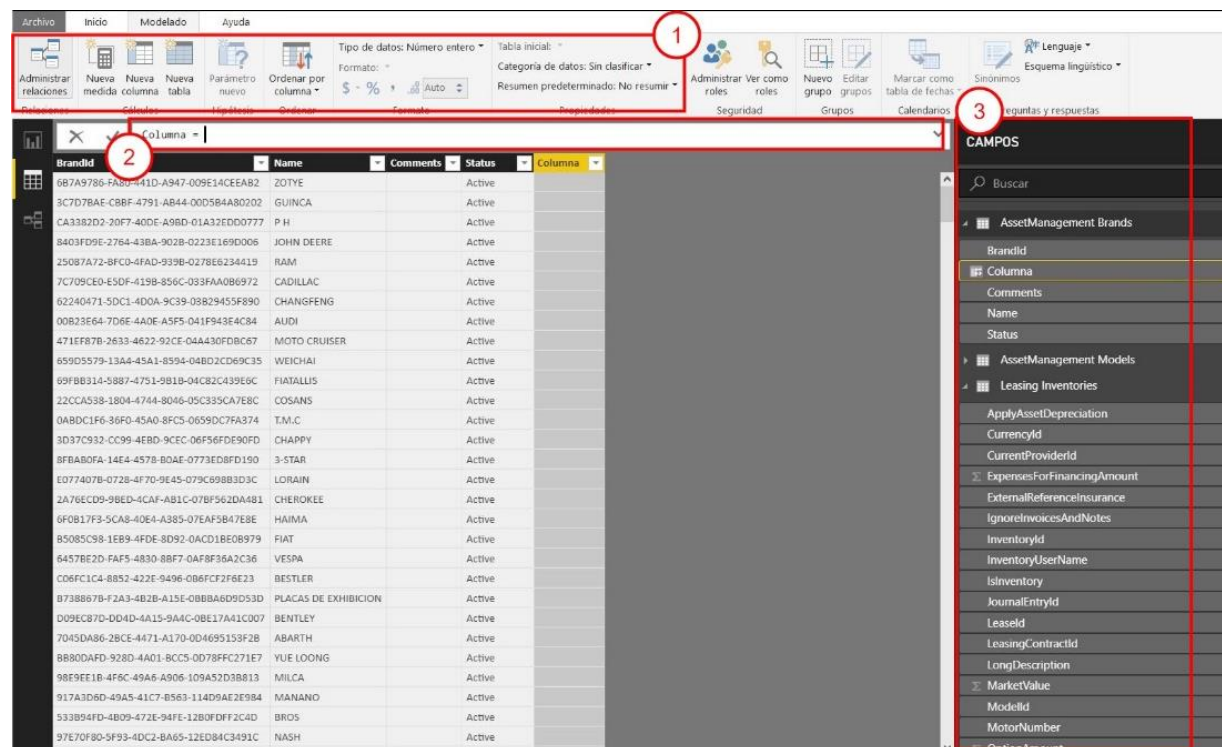 Archivo Inicio Modelado Ayuda
1
Administrar relaciones
Nueva medida
Nueva columna
Nueva tabla
Parámetro nuevo
Ordenar por columna
Tipo de datos: Número entero
Formato:
$ - % , .00 Auto
Tabla inicial:
Categoría de datos: Sin clasificar
Resumen predeterminado: No resumir
Administrar roles
Ver como roles
Nuevo grupo
Editar grupos
Marcar como tabla de fechas
Sinónimos
Lenguaje
Esquema lingüístico
Relaciones Cálculos Hipótesis Ordenar Formato Propiedades Seguridad Grupos Calendarios Preguntas y respuestas
3
2
Columna =
BrandId Name Comments Status Columna
6B7A9786-FA80-441D-A947-009E14CEEAB2 ZOTYE Active
3C7D7BAE-CBBF-4791-AB44-00D5B4A80202 GUINCA Active
CA3382D2-20F7-40DE-A9BD-01A32EDD0777 P H Active
8403FD9E-2764-43BA-902B-0223E169D006 JOHN DEERE Active
25087A72-BFC0-4FAD-939B-0278E6234419 RAM Active
7C709CE0-E5DF-419B-856C-033FAA0B6972 CADILLAC Active
62240471-5DC1-4D0A-9C39-03B29455F890 CHANGFENG Active
00B23E64-7D6E-4A0E-A5F5-041F943E4C84 AUDI Active
471EF87B-2633-4622-92CE-04A430FDBC67 MOTO CRUISER Active
659D5579-13A4-45A1-8594-04BD2CD69C35 WEICHAI Active
69FBB314-5887-4751-9B1B-04C82C439E6C FIATALLIS Active
22CCA538-1804-4744-8046-05C335CA7E8C COSANS Active
0ABDC1F6-36F0-45A0-8FC5-0659DC7FA374 T.M.C Active
3D37C932-CC99-4EBD-9CEC-06F56FDE90FD CHAPPY Active
8FBAB0FA-14E4-4578-B0AE-0773ED8FD190 3-STAR Active
E077407B-0728-4F70-9E45-079C698B3D3C LORAIN Active
2A76ECD9-9BED-4CAF-AB1C-07BF562DA481 CHEROKEE Active
6F0B17F3-5CA8-40E4-A385-07EAF5B47E8E HAIMA Active
B5085C98-1EB9-4FDE-8D92-0ACD1BE0B979 FIAT Active
6457BE2D-FAF5-4830-8BF7-0AF8F36A2C36 VESPA Active
C06FC1C4-8852-422E-9496-0B6FCF2F6E23 BESTLER Active
B738867B-F2A3-4B2B-A15E-0BBBA6D9D53D PLACAS DE EXHIBICION Active
D09EC87D-DD4D-4A15-9A4C-0BE17A41C007 BENTLEY Active
7045DA86-2BCE-4471-A170-0D4695153F2B ABARTH Active
BB80DAFD-928D-4A01-BCC5-0D78FFC271E7 YUE LOONG Active
98E9EE1B-4F6C-49A6-A906-109A52D3B813 MILCA Active
917A3D6D-49A5-41C7-B563-114D9AE2E984 MANANO Active
533B94FD-4B09-472E-94FE-12B0FDFF2C4D BROS Active
97E70F80-5F93-4DC2-BA65-12ED84C3491C NASH Active
CAMPOS
Buscar
AssetManagement Brands
BrandId
Columna
Comments
Name
Status
AssetManagement Models
Leasing Inventories
ApplyAssetDepreciation
CurrencyId
CurrentProviderId
ExpensesForFinancingAmount
ExternalReferenceInsurance
IgnoreInvoicesAndNotes
InventoryId
InventoryUserName
IsInventory
JournalEntryId
LeaseId
LeasingContractId
LongDescription
MarketValue
ModelId
MotorNumber
OptionAmount